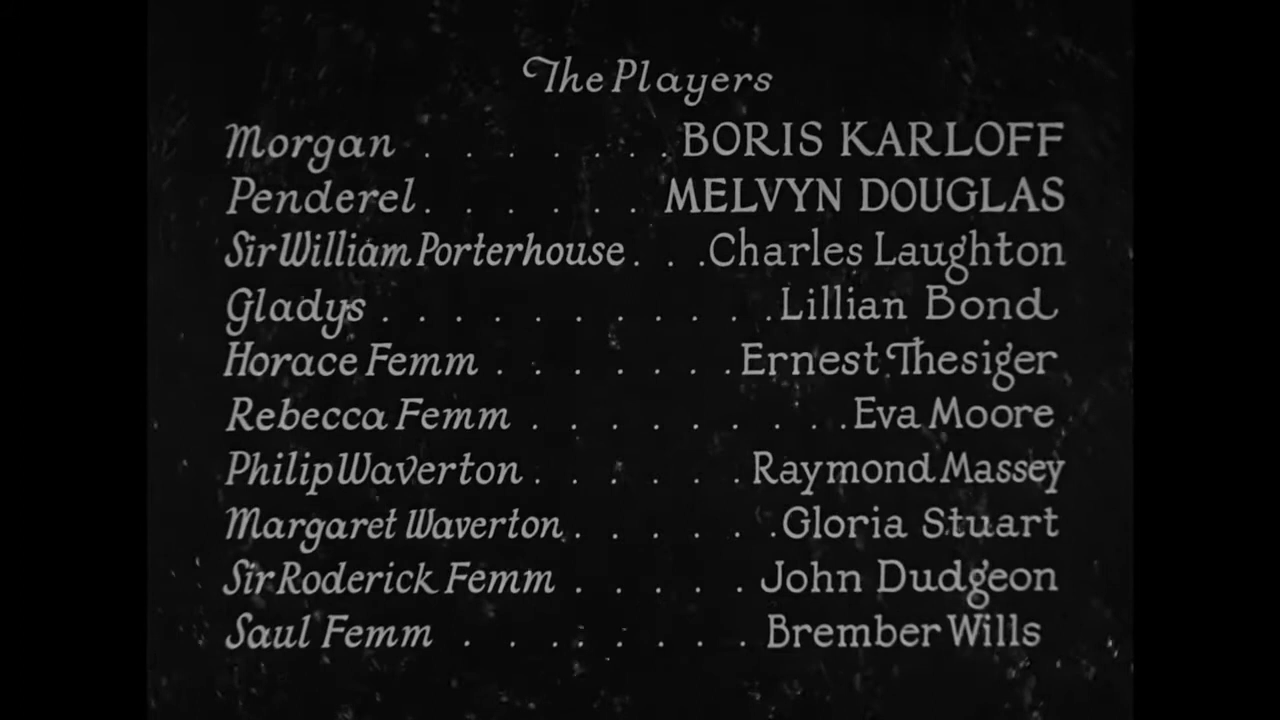 The Players
Morgan . . . . . . . BORIS KARLOFF
Penderel . . . . . . MELVYN DOUGLAS
Sir William Porterhouse . . . Charles Laughton
Gladys . . . . . . . . . . . Lillian Bond
Horace Femm . . . . . . . Ernest Thesiger
Rebecca Femm . . . . . . . . . Eva Moore
Philip Waverton . . . . . . Raymond Massey
Margaret Waverton . . . . . . Gloria Stuart
Sir Roderick Femm . . . . . John Dudgeon
Saul Femm . . . . . . . . Brember Wills